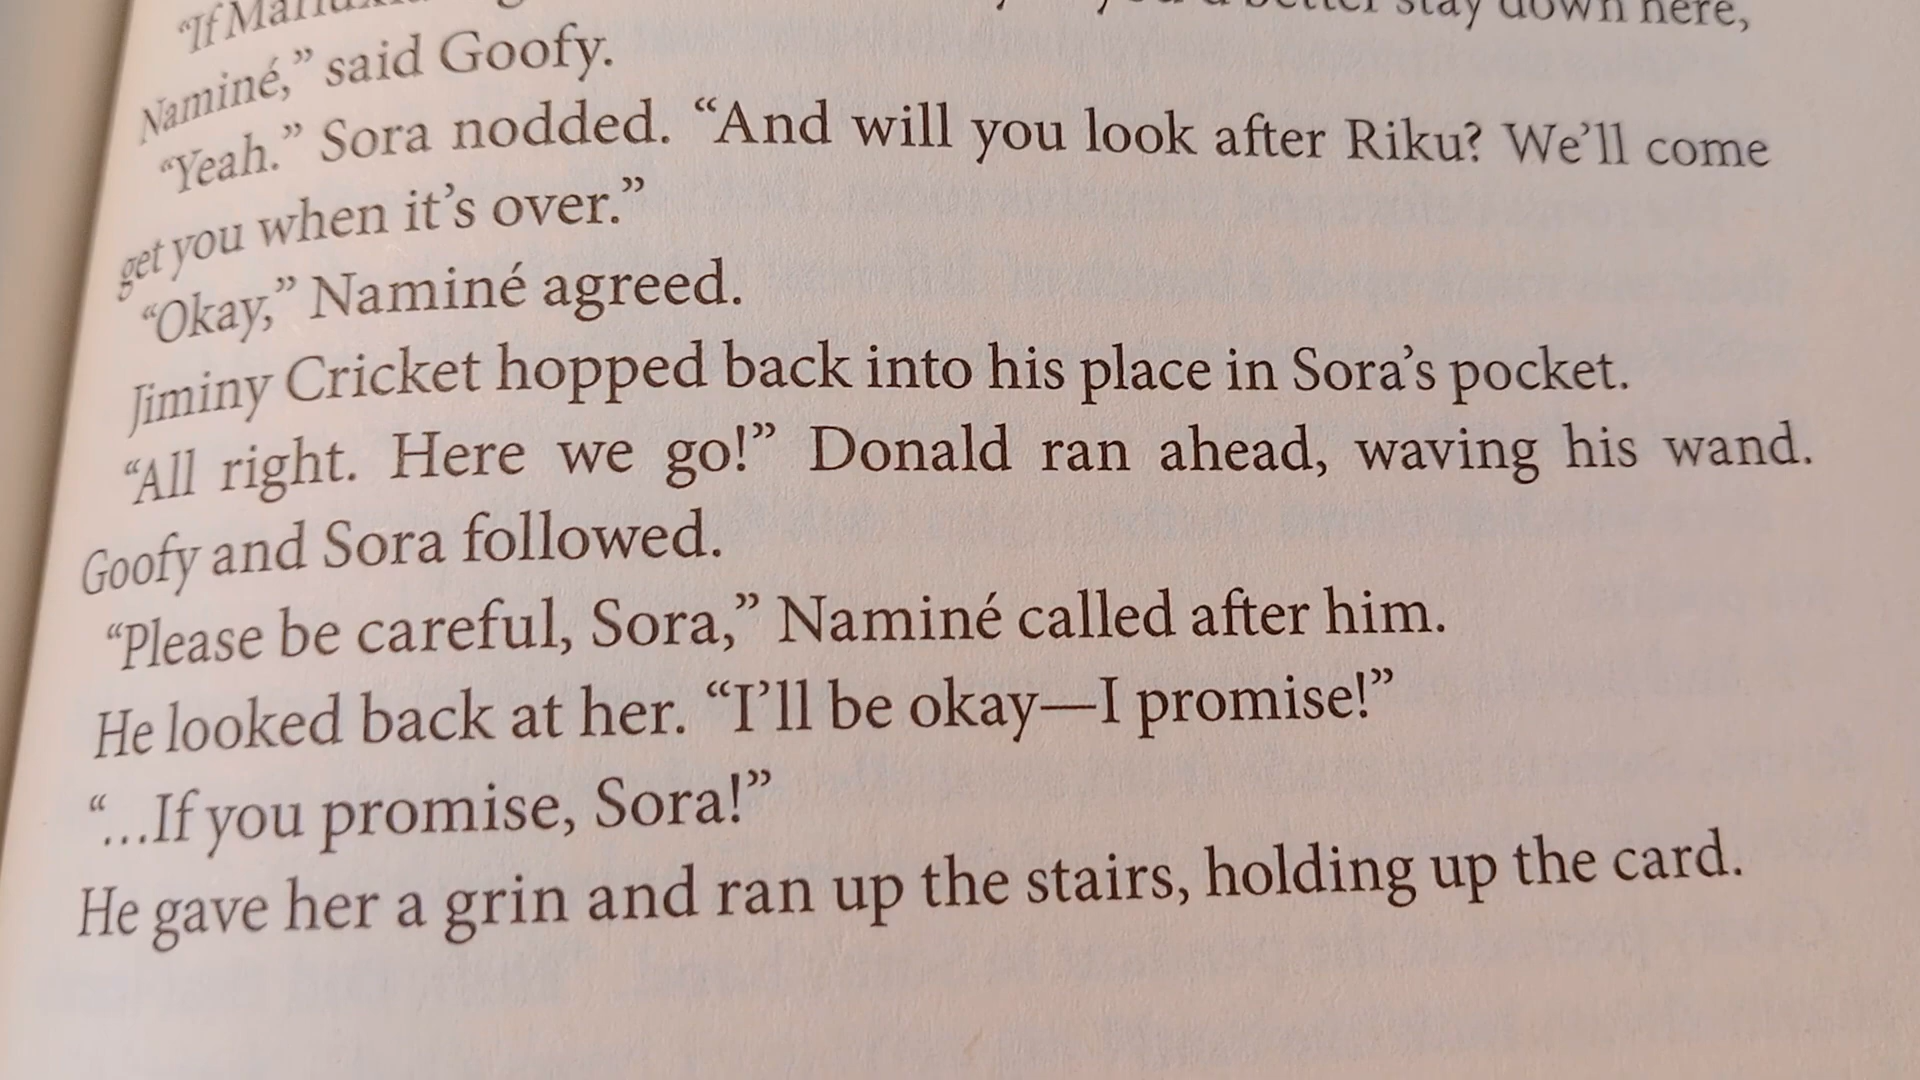 “If
better stay down here,
Naminé,” said Goofy.
“Yeah.” Sora nodded. “And will you look after Riku? We’ll come
get you when it’s over.”
“Okay,” Naminé agreed.
Jiminy Cricket hopped back into his place in Sora’s pocket.
“All right. Here we go!” Donald ran ahead, waving his wand.
Goofy and Sora followed.
“Please be careful, Sora,” Naminé called after him.
He looked back at her. “I’ll be okay—I promise!”
“...If you promise, Sora!”
He gave her a grin and ran up the stairs, holding up the card.